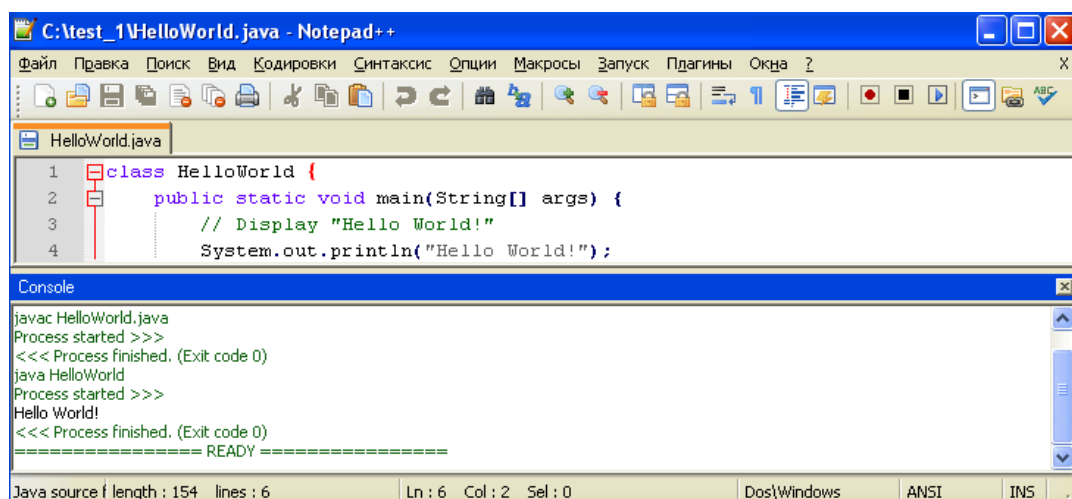 C:\test_1\HelloWorld.java - Notepad++
Файл Правка Поиск Вид Кодировки Синтаксис Опции Макросы Запуск Плагины Окна ? X
ABC
HelloWorld.java
1 class HelloWorld {
2 public static void main(String[] args) {
3 // Display "Hello World!"
4 System.out.println("Hello World!");
Console
javac HelloWorld.java
Process started >>>
<<< Process finished. (Exit code 0)
java HelloWorld
Process started >>>
Hello World!
<<< Process finished. (Exit code 0)
================ READY ================
Java source f length : 154 lines : 6 Ln : 6 Col : 2 Sel : 0 Dos\Windows ANSI INS